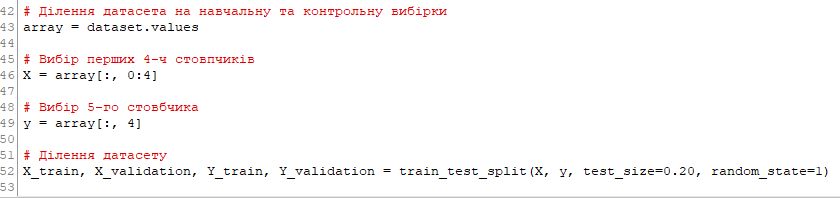 42 # Ділення датасета на навчальну та контрольну вибірки
43 array = dataset.values
44
45 # Вибір перших 4-ч стовпчиків
46 X = array[:, 0:4]
47
48 # Вибір 5-го стовбчика
49 y = array[:, 4]
50
51 # Ділення датасету
52 X_train, X_validation, Y_train, Y_validation = train_test_split(X, y, test_size=0.20, random_state=1)
53